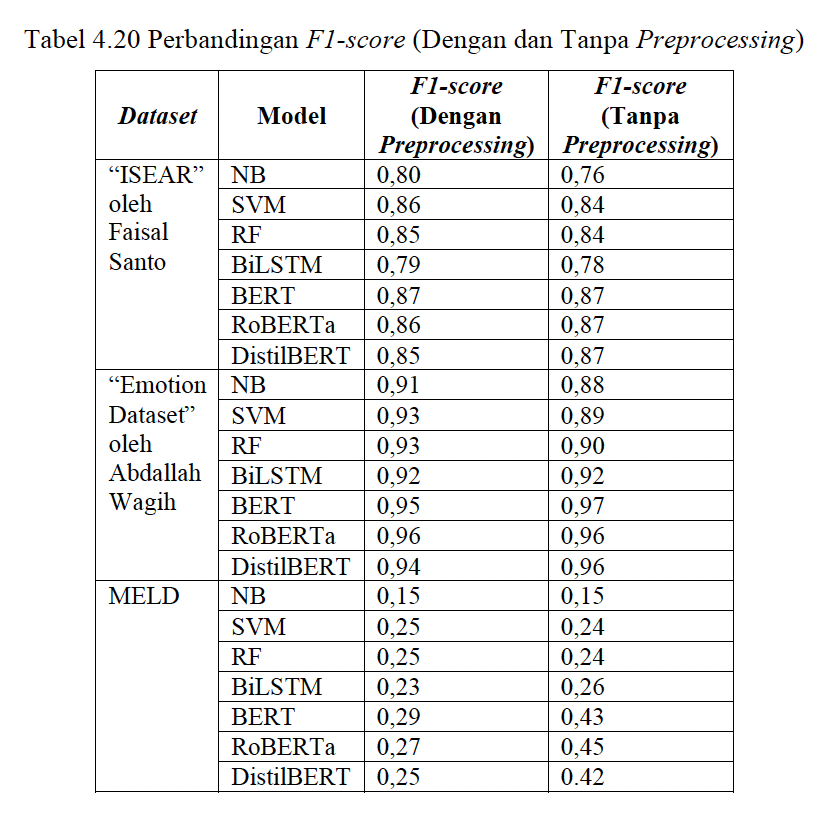 Tabel 4.20 Perbandingan F1-score (Dengan dan Tanpa Preprocessing)
Dataset Model F1-score (Dengan Preprocessing) F1-score (Tanpa Preprocessing)
“ISEAR” oleh Faisal Santo
NB 0,80 0,76
SVM 0,86 0,84
RF 0,85 0,84
BiLSTM 0,79 0,78
BERT 0,87 0,87
RoBERTa 0,86 0,87
DistilBERT 0,85 0,87
“Emotion Dataset” oleh Abdallah Wagih
NB 0,91 0,88
SVM 0,93 0,89
RF 0,93 0,90
BiLSTM 0,92 0,92
BERT 0,95 0,97
RoBERTa 0,96 0,96
DistilBERT 0,94 0,96
MELD
NB 0,15 0,15
SVM 0,25 0,24
RF 0,25 0,24
BiLSTM 0,23 0,26
BERT 0,29 0,43
RoBERTa 0,27 0,45
DistilBERT 0,25 0.42